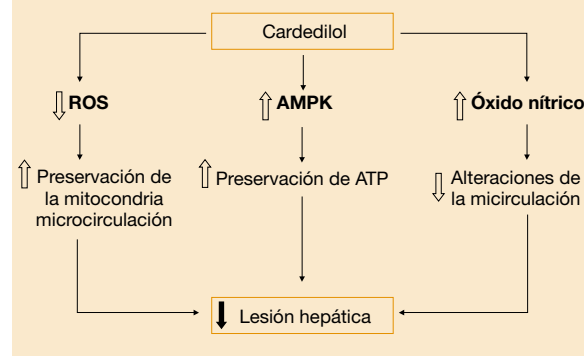 Cardedilol
ROS
AMPK
Óxido nítrico
Preservación de
la mitocondria
microcirculación
Preservación de ATP
Alteraciones de
la micirculación
Lesión hepática